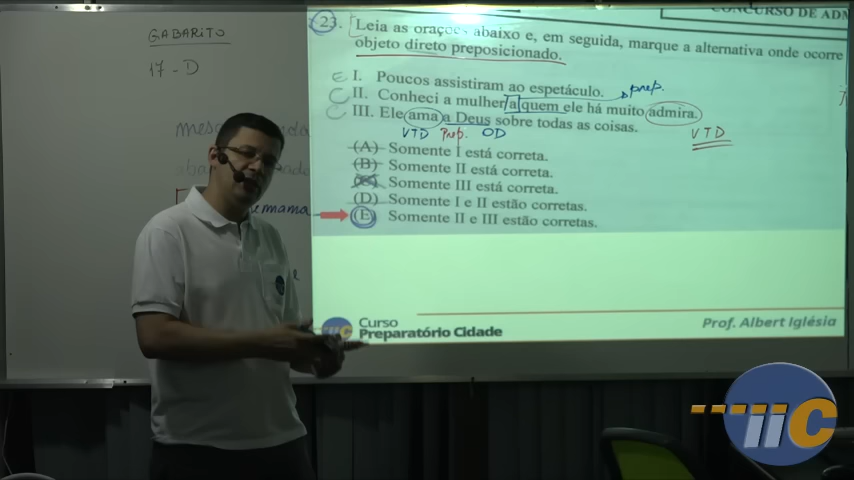 GABARITO
17 - D
CONCURSO DE ADM
23. Leia as orações abaixo e, em seguida, marque a alternativa onde ocorre
objeto direto preposicionado.
E I. Poucos assistiram ao espetáculo.
prep.
C II. Conheci a mulher a quem ele há muito admira.
C III. Ele ama a Deus sobre todas as coisas.
VTD Prep. OD
VTD
(A) Somente I está correta.
(B) Somente II está correta.
(C) Somente III está correta.
(D) Somente I e II estão corretas.
(E) Somente II e III estão corretas.
Curso
Preparatório Cidade
Prof. Albert Iglésia
iiC